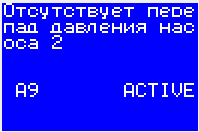 Отсутствует пере
пад давления нас
оса 2
A9 ACTIVE